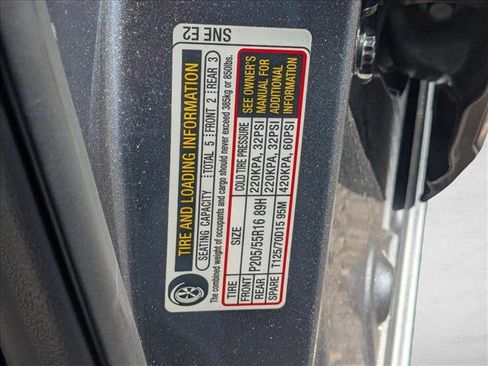 SNE E2
TIRE AND LOADING INFORMATION
SEATING CAPACITY TOTAL 5 FRONT 2 REAR 3
The combined weight of occupants and cargo should never exceed 385kg or 850lbs.
TIRE SIZE COLD TIRE PRESSURE
FRONT P205/55R16 89H 220KPA, 32PSI
REAR 220KPA, 32PSI
SPARE T125/70D15 95M 420KPA, 60PSI
SEE OWNER'S
MANUAL FOR
ADDITIONAL
INFORMATION